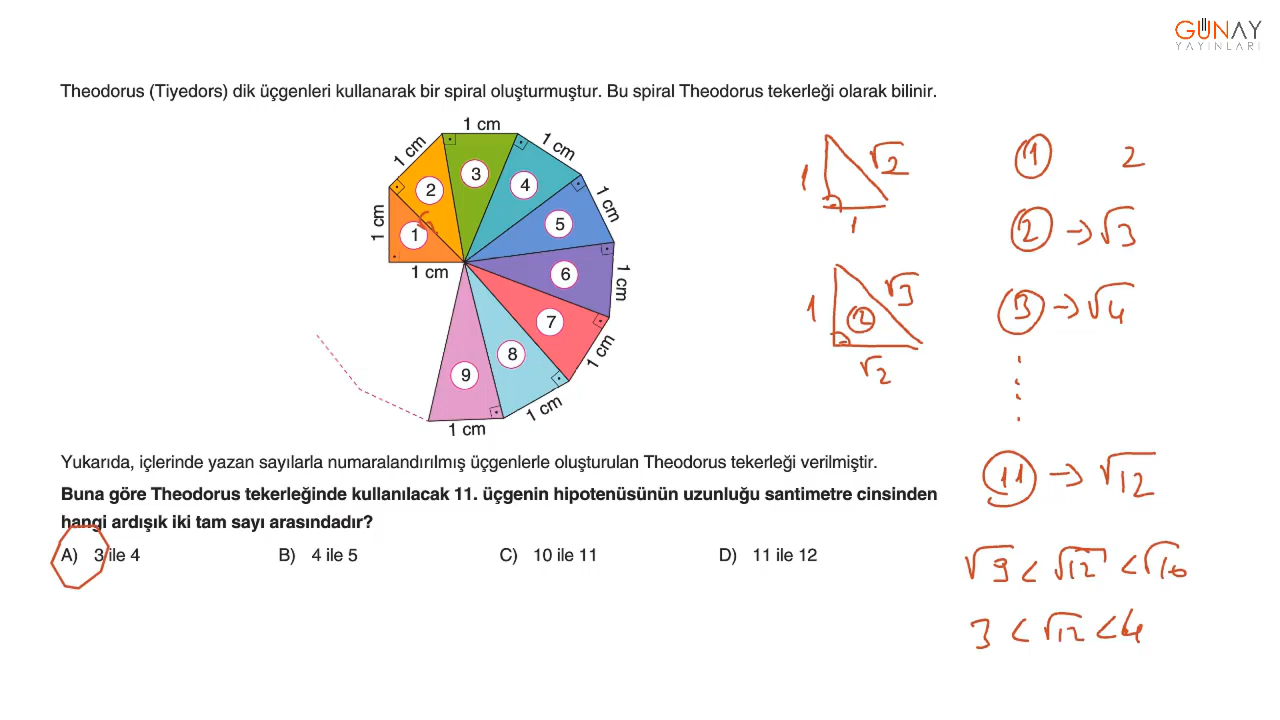 GÜNAY
YAYINLARI
Theodorus (Tiyedors) dik üçgenleri kullanarak bir spiral oluşturmuştur. Bu spiral Theodorus tekerleği olarak bilinir.
1 cm
1 cm
1 cm
1 cm
1 cm
1 cm
1 cm
1 cm
1 cm
1 cm
1
2
3
4
5
6
7
8
9
1
√2
1
1
√3
2
√2
1 2
2 → √3
3 → √4
11 → √12
√9 < √12 < √16
3 < √12 < 4
Yukarıda, içlerinde yazan sayılarla numaralandırılmış üçgenlerle oluşturulan Theodorus tekerleği verilmiştir.
Buna göre Theodorus tekerleğinde kullanılacak 11. üçgenin hipotenüsünün uzunluğu santimetre cinsinden
hangi ardışık iki tam sayı arasındadır?
A) 3 ile 4 B) 4 ile 5 C) 10 ile 11 D) 11 ile 12